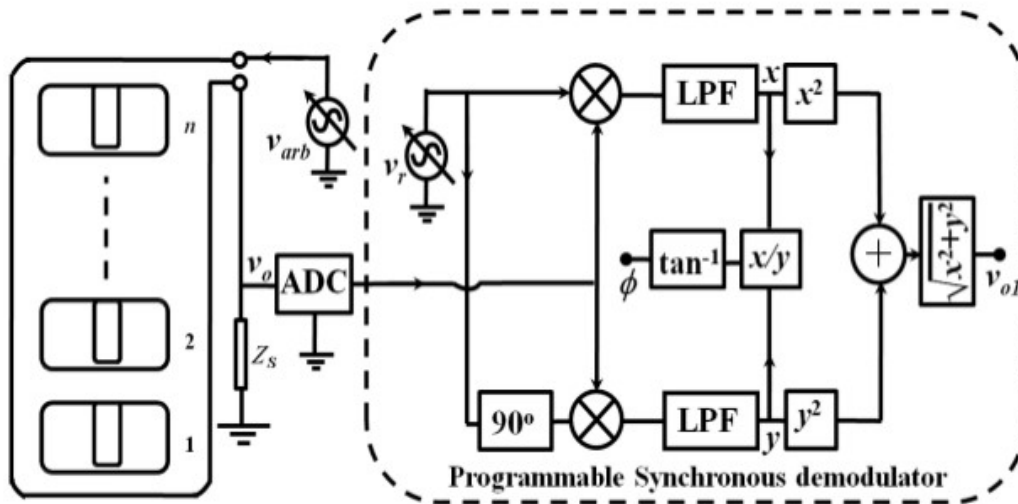 n
2
1
v_arb
v_o
ADC
Z_S
v_r
LPF
x
x²
ϕ
tan⁻¹
x/y
+
√x²+y²
v_o1
90º
LPF
y
y²
Programmable Synchronous demodulator